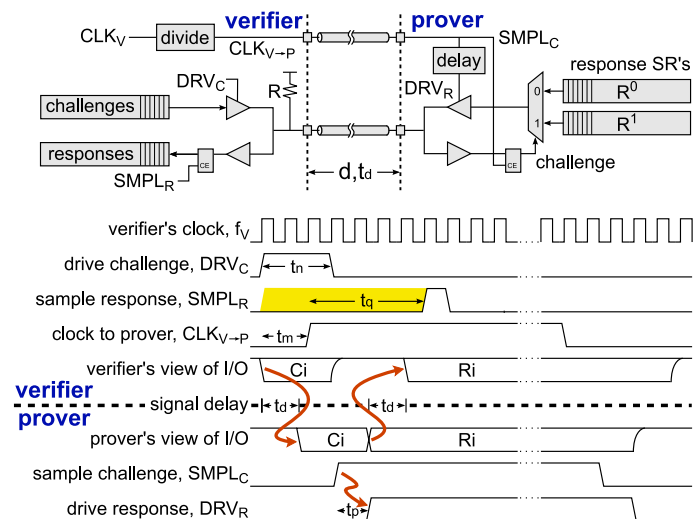 verifier prover
CLKV divide SMPLC
CLKV→P
delay response SR's
DRVC R DRVR 0 R0
challenges 1 R1
responses CE CE challenge
SMPLR d,td
verifier's clock, fV
drive challenge, DRVC tn
sample response, SMPLR tq
clock to prover, CLKV→P tm
verifier's view of I/O Ci Ri
verifier
signal delay td td
prover
prover's view of I/O Ci Ri
sample challenge, SMPLC
drive response, DRVR tp